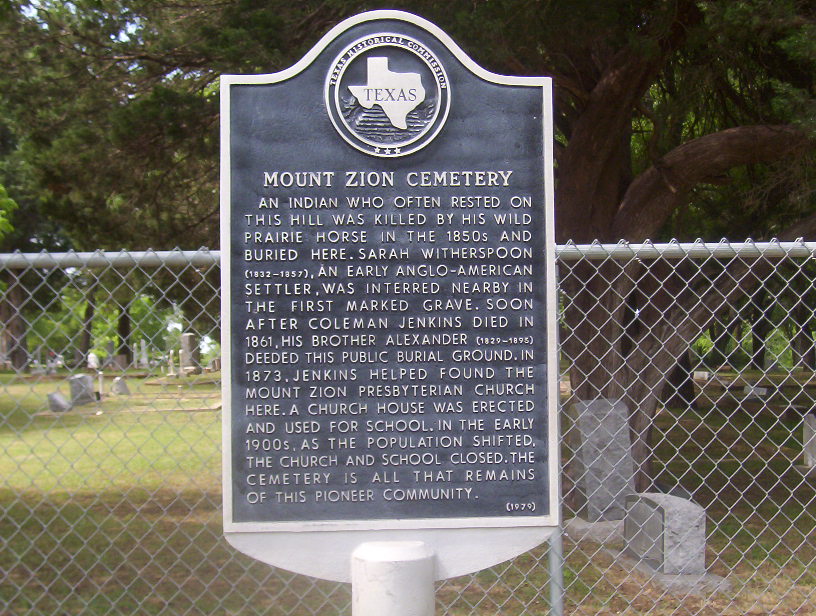 TEXAS HISTORICAL COMMISSION
TEXAS
MOUNT ZION CEMETERY
AN INDIAN WHO OFTEN RESTED ON
THIS HILL WAS KILLED BY HIS WILD
PRAIRIE HORSE IN THE 1850s AND
BURIED HERE. SARAH WITHERSPOON
(1832-1857), AN EARLY ANGLO-AMERICAN
SETTLER, WAS INTERRED NEARBY IN
THE FIRST MARKED GRAVE. SOON
AFTER COLEMAN JENKINS DIED IN
1861, HIS BROTHER ALEXANDER (1829-1895)
DEEDED THIS PUBLIC BURIAL GROUND. IN
1873, JENKINS HELPED FOUND THE
MOUNT ZION PRESBYTERIAN CHURCH
HERE. A CHURCH HOUSE WAS ERECTED
AND USED FOR SCHOOL. IN THE EARLY
1900s, AS THE POPULATION SHIFTED,
THE CHURCH AND SCHOOL CLOSED. THE
CEMETERY IS ALL THAT REMAINS
OF THIS PIONEER COMMUNITY.
(1979)